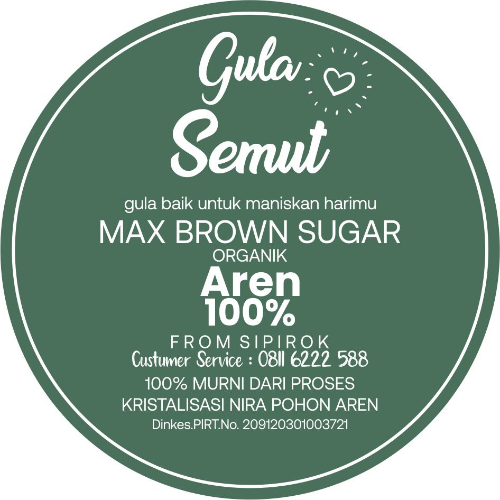 Gula
Semut
gula baik untuk maniskan harimu
MAX BROWN SUGAR
ORGANIK
Aren
100%
FROM SIPIROK
Custumer Service : 0811 6222 588
100% MURNI DARI PROSES
KRISTALISASI NIRA POHON AREN
Dinkes.PIRT.No. 209120301003721